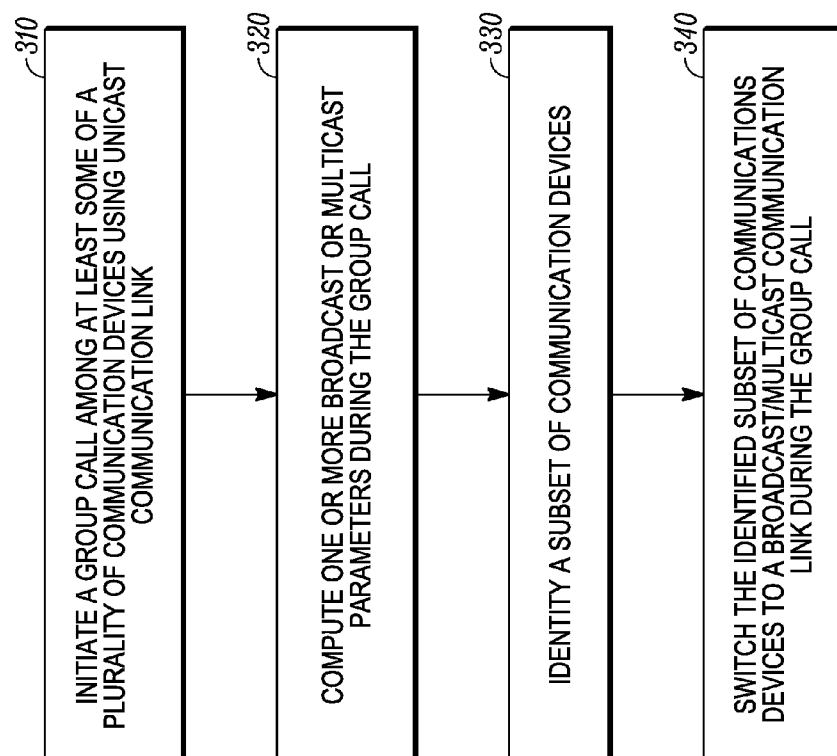 310
INITIATE A GROUP CALL AMONG AT LEAST SOME OF A
PLURALITY OF COMMUNICATION DEVICES USING UNICAST
COMMUNICATION LINK
320
COMPUTE ONE OR MORE BROADCAST OR MULTICAST
PARAMETERS DURING THE GROUP CALL
330
IDENTITY A SUBSET OF COMMUNICATION DEVICES
340
SWITCH THE IDENTIFIED SUBSET OF COMMUNICATIONS
DEVICES TO A BROADCAST/MULTICAST COMMUNICATION
LINK DURING THE GROUP CALL